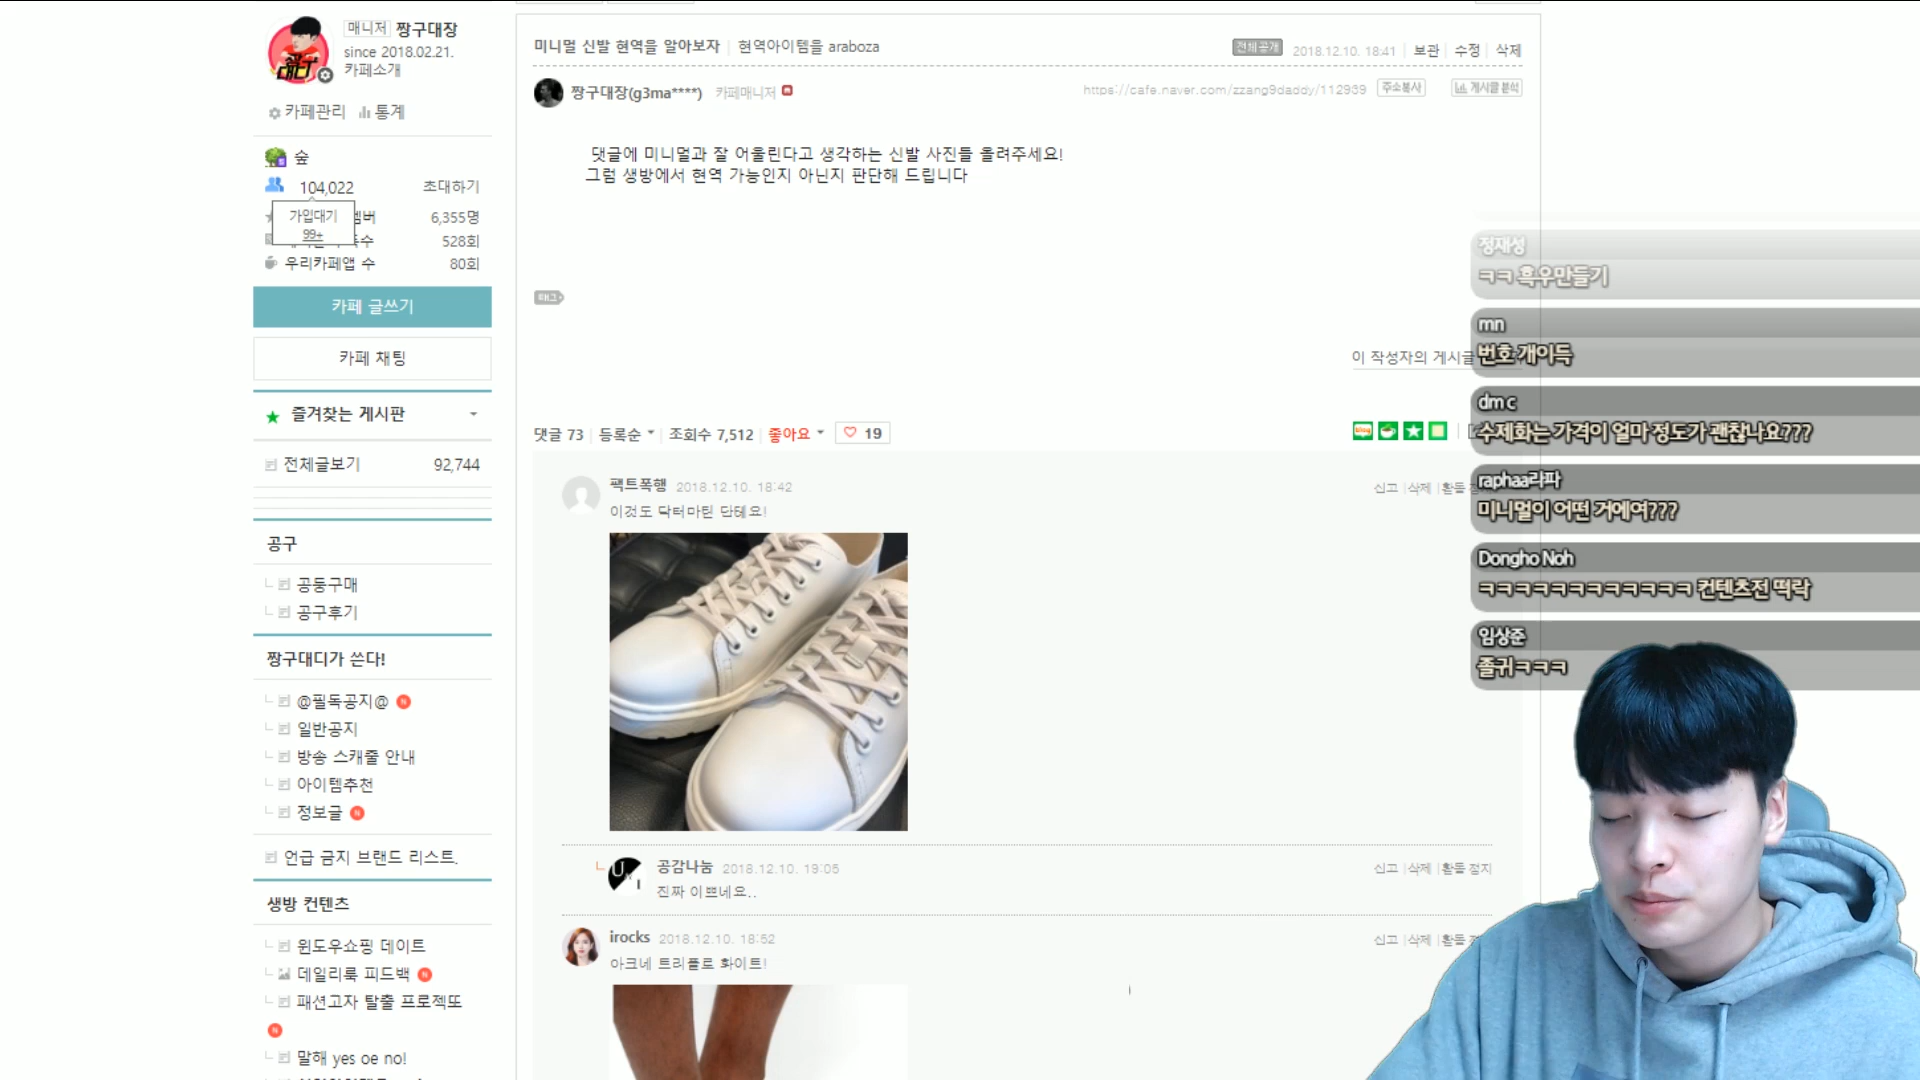 매니저 짱구대장
since 2018.02.21.
카페소개
카페관리 통계
숲
104,022 초대하기
가입대기
99+
멤버 6,355명
수 528회
우리카페앱 수 80회
카페 글쓰기
카페 채팅
즐겨찾는 게시판
전체글보기 92,744
공구
공동구매
공구후기
짱구대디가 쓴다!
@필독공지@
일반공지
방송 스캐줄 안내
아이템추천
정보글
언급 금지 브랜드 리스트.
생방 컨텐츠
윈도우쇼핑 데이트
데일리룩 피드백
패션고자 탈출 프로젝또
말해 yes oe no!
미니멀 신발 현역을 알아보자 | 현역아이템을 araboza
전체공개 2018.12.10. 18:41 | 보관 | 수정 | 삭제
짱구대장(g3ma****) 카페매니저
https://cafe.naver.com/zzang9daddy/112939 주소복사 게시물 분석
댓글에 미니멀과 잘 어울린다고 생각하는 신발 사진들 올려주세요!
그럼 생방에서 현역 가능인지 아닌지 판단해 드립니다
태그
이 작성자의 게시글
댓글 73 | 등록순 | 조회수 7,512 | 좋아요 19
팩트폭행 2018.12.10. 18:42
신고 | 삭제 | 활동 정지
이것도 닥터마틴 단테요!
공감나눔 2018.12.10. 19:05
신고 | 삭제 | 활동 정지
진짜 이쁘네요..
irocks 2018.12.10. 18:52
신고 | 삭제 | 활동
아크네 트리플로 화이트!
정재성
ㅋㅋ 흑우만들기
mn
번호 개이득
dm c
수제화는 가격이 얼마 정도가 괜찮나요???
raphaa라파
미니멀이 어떤 거에여???
Dongho Noh
ㅋㅋㅋㅋㅋㅋㅋㅋㅋㅋㅋㅋ 컨텐츠전 떡락
임상준
졸귀ㅋㅋㅋ